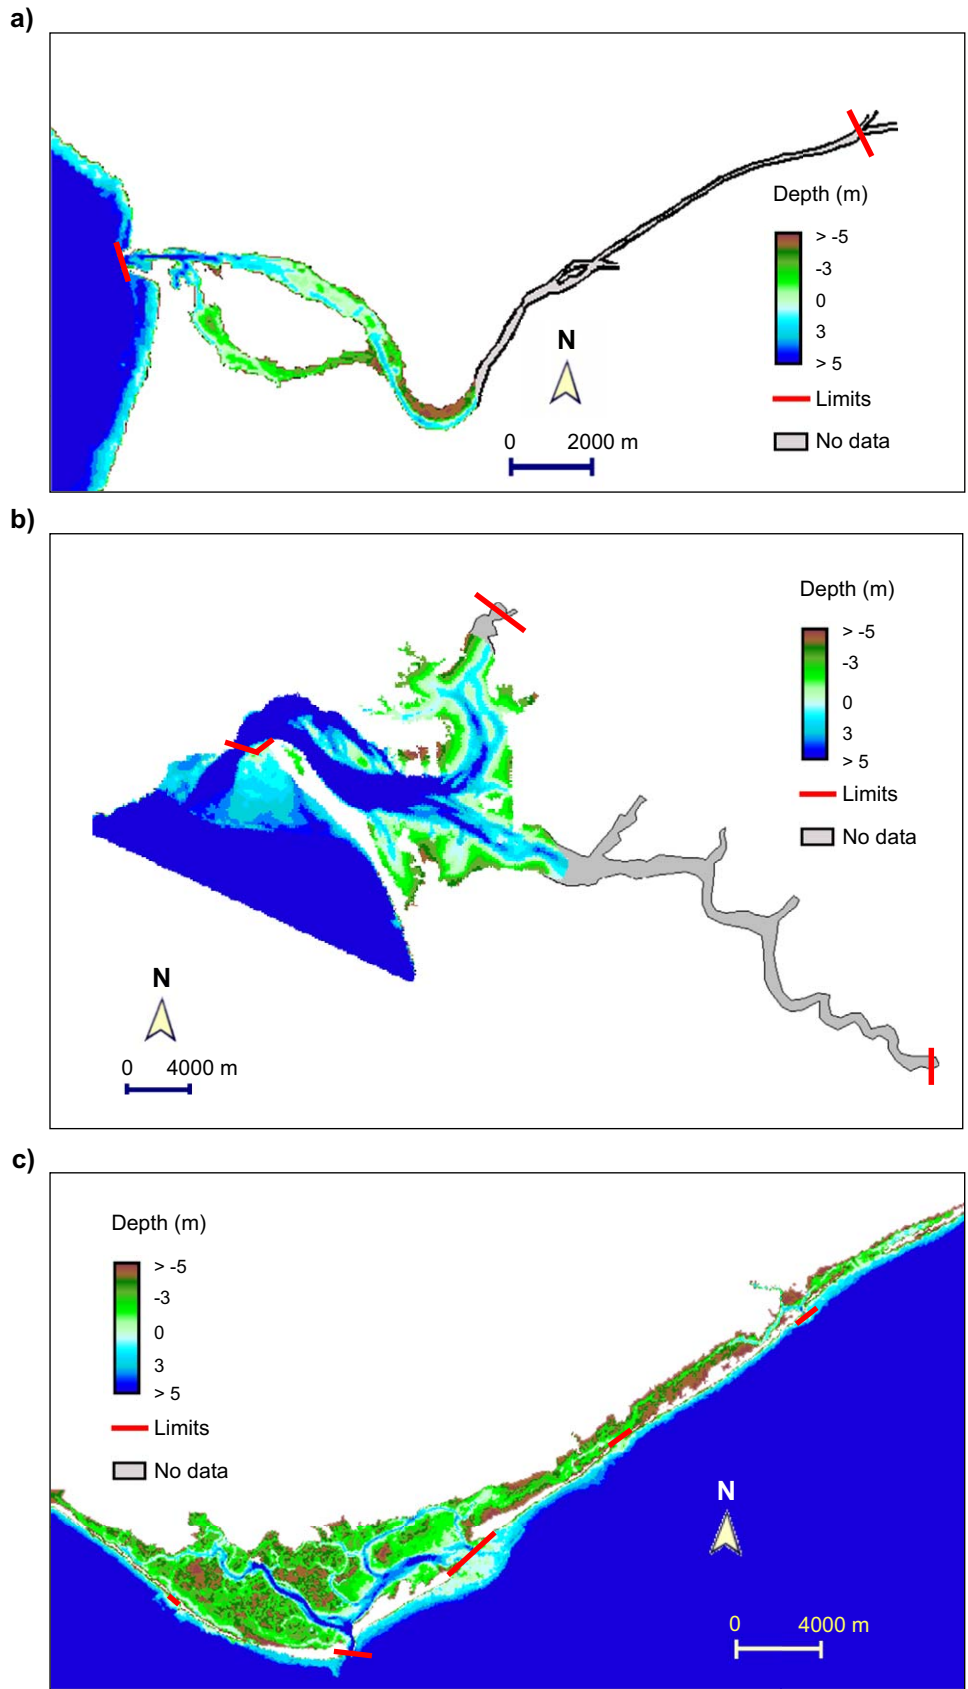 a)
Depth (m)
> -5
-3
0
3
> 5
Limits
No data
N
0 2000 m
b)
Depth (m)
> -5
-3
0
3
> 5
Limits
No data
N
0 4000 m
c)
Depth (m)
> -5
-3
0
3
> 5
Limits
No data
N
0 4000 m